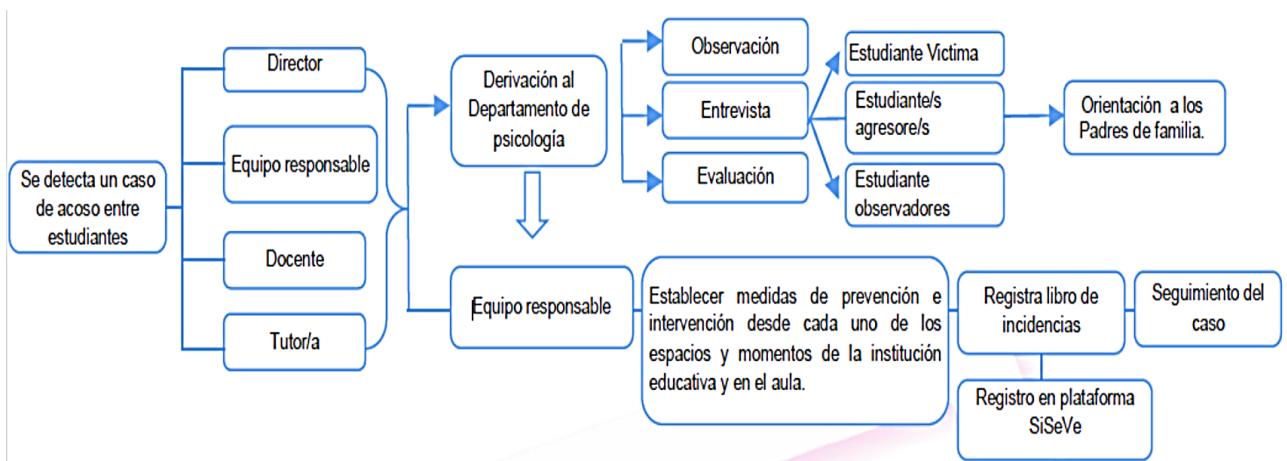 Se detecta un caso
de acoso entre
estudiantes
Director
Equipo responsable
Docente
Tutor/a
Derivación al
Departamento de
psicología
Equipo responsable
Observación
Entrevista
Evaluación
Estudiante Victima
Estudiante/s
agresore/s
Estudiante
observadores
Orientación a los
Padres de familia.
Establecer medidas de prevención e
intervención desde cada uno de los
espacios y momentos de la institución
educativa y en el aula.
Registra libro de
incidencias
Registro en plataforma
SiSeVe
Seguimiento del
caso